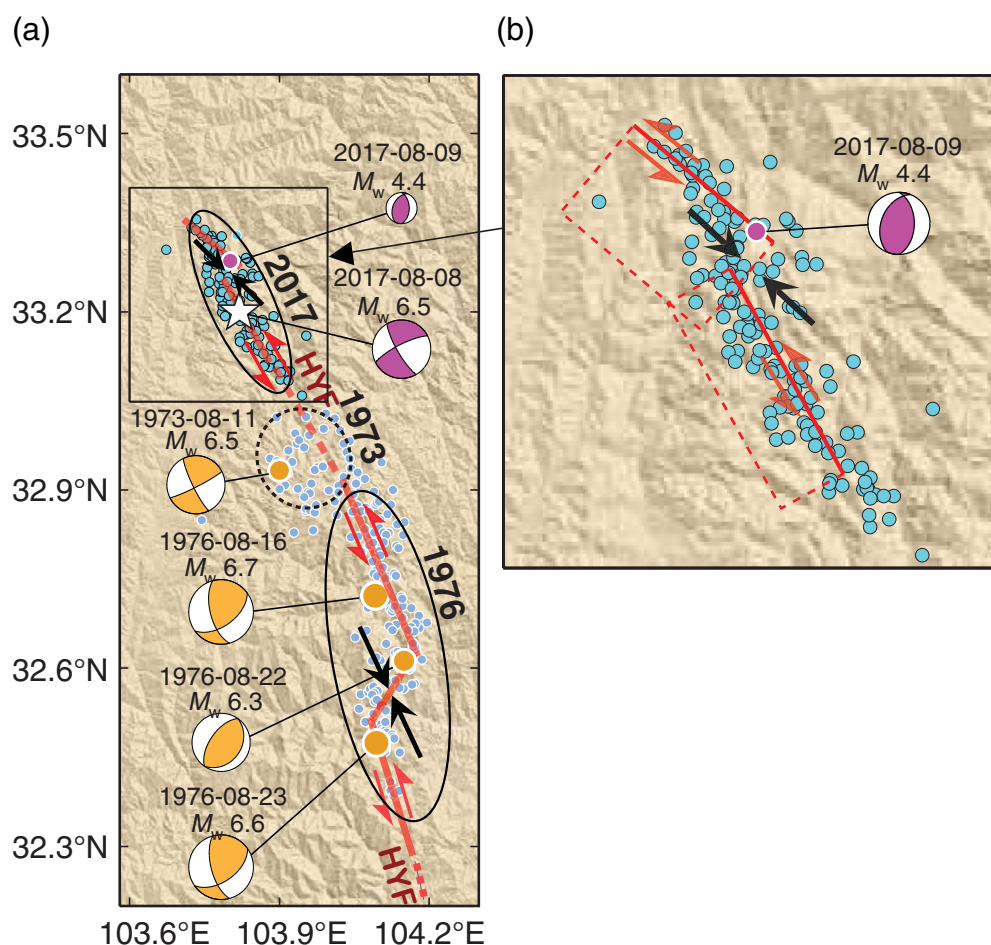 (a)
(b)
33.5°N
33.2°N
32.9°N
32.6°N
32.3°N
103.6°E
103.9°E
104.2°E
2017-08-09
Mw 4.4
2017
2017-08-08
Mw 6.5
HYF
1973-08-11
Mw 6.5
1973
1976-08-16
Mw 6.7
1976
1976-08-22
Mw 6.3
1976-08-23
Mw 6.6
HYF
2017-08-09
Mw 4.4